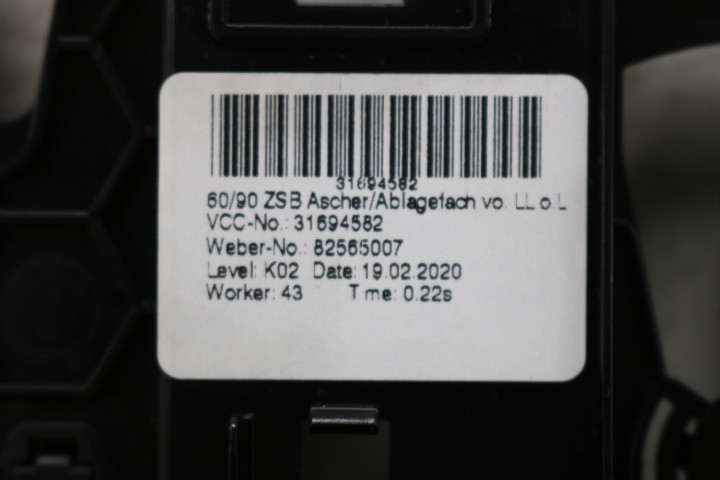 31694582
60/90 ZSB Ascher/Ablagefach vo. LL o L
VCC-No.: 31694582
Weber-No.: 82565007
Level: K02 Date: 19.02.2020
Worker: 43 Time: 0.22s